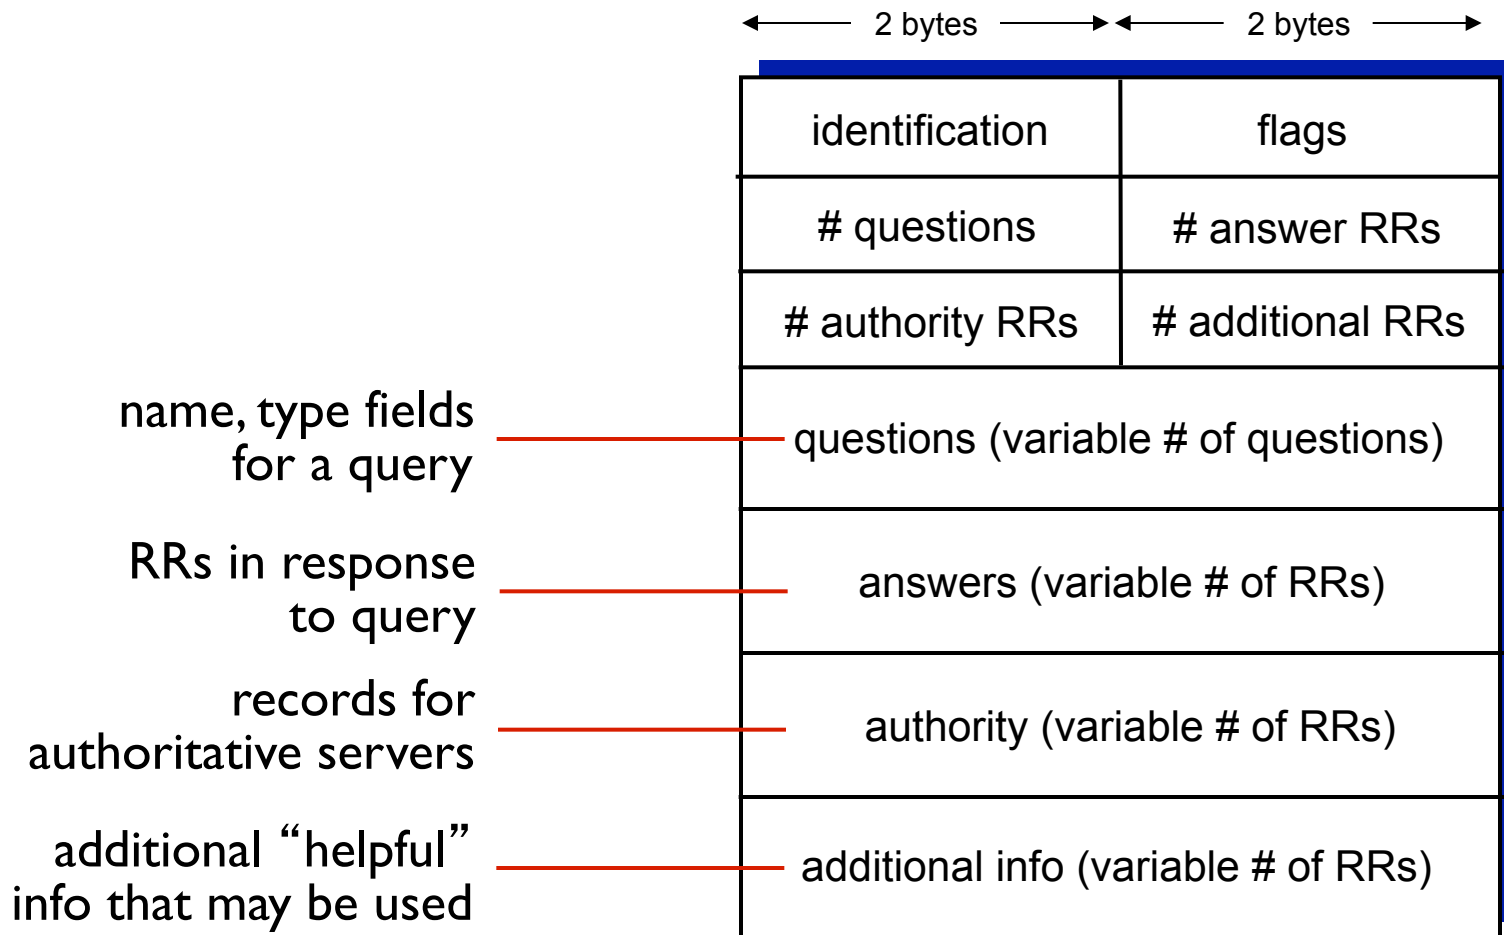 2 bytes 2 bytes
identification flags
# questions # answer RRs
# authority RRs # additional RRs
name, type fields
for a query
questions (variable # of questions)
RRs in response
to query
answers (variable # of RRs)
records for
authoritative servers
authority (variable # of RRs)
additional “helpful”
info that may be used
additional info (variable # of RRs)